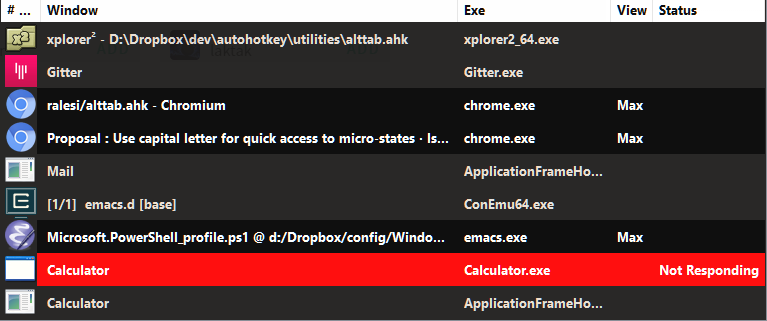 # ... Window Exe View Status
xplorer² - D:\Dropbox\dev\autohotkey\utilities\alttab.ahk xplorer2_64.exe
Gitter Gitter.exe
ralesi/alttab.ahk - Chromium chrome.exe Max
Proposal : Use capital letter for quick access to micro-states · Is... chrome.exe Max
Mail ApplicationFrameHo...
[1/1] emacs.d [base] ConEmu64.exe
Microsoft.PowerShell_profile.ps1 @ d:/Dropbox/config/Windo... emacs.exe Max
Calculator Calculator.exe Not Responding
Calculator ApplicationFrameHo...